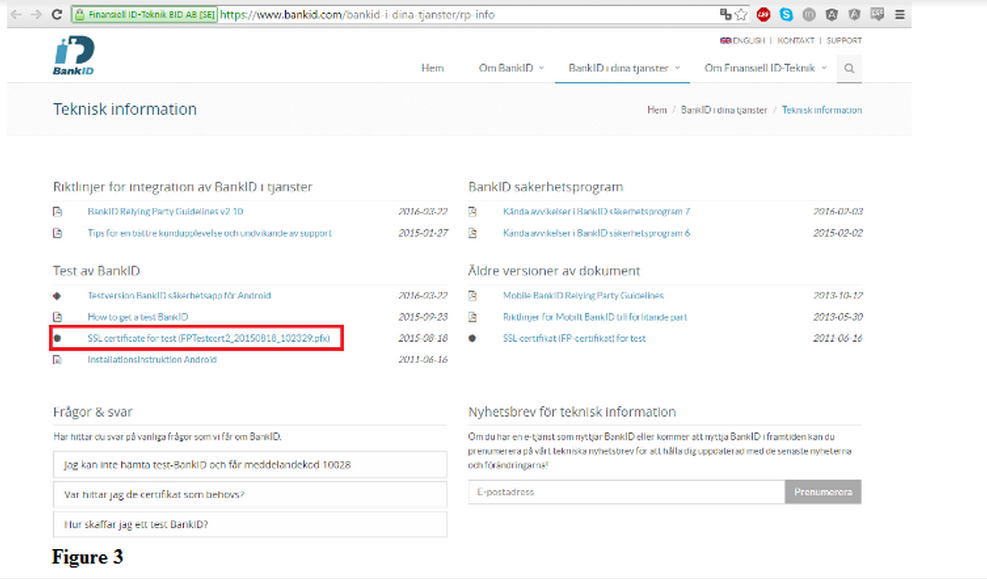 Finansiell ID-Teknik BID AB [SE] https://www.bankid.com/bankid-i-dina-tjanster/rp-info
ENGLISH | KONTAKT | SUPPORT
BankID
Hem Om BankID BankID i dina tjänster Om Finansiell ID-Teknik
Teknisk information
Hem / BankID i dina tjänster / Teknisk information
Riktlinjer för integration av BankID i tjänster
BankID Relying Party Guidelines v2.10 2016-03-22
Tips för en bättre kundupplevelse och undvikande av support 2015-01-27
BankID säkerhetsprogram
Kända avvikelser i BankID säkerhetsprogram 7 2016-02-03
Kända avvikelser i BankID säkerhetsprogram 6 2015-02-02
Test av BankID
Testversion BankID säkerhetsapp för Android 2016-03-22
How to get a test BankID 2015-09-23
SSL certificate for test (FPTestcert2_20150818_102329.pfx) 2015-08-18
Installationsinstruktion Android 2011-06-16
Äldre versioner av dokument
Mobile BankID Relying Party Guidelines 2013-10-12
Riktlinjer for Mobilt BankID till förlitande part 2013-05-30
SSL-certifikat (FP-certifikat) for test 2011-06-16
Frågor & svar
Här hittar du svar på vanliga frågor som vi får om BankID.
Jag kan inte hämta test-BankID och får meddelandekod 10028
Var hittar jag de certifikat som behövs?
Hur skaffar jag ett test BankID?
Nyhetsbrev för teknisk information
Om du har en e-tjänst som nyttjar BankID eller kommer att nyttja BankID i framtiden kan du
prenumerera på vårt tekniska nyhetsbrev för att hålla dig uppdaterad med de senaste nyheterna
och förändringarna!
E-postadress Prenumerera
Figure 3